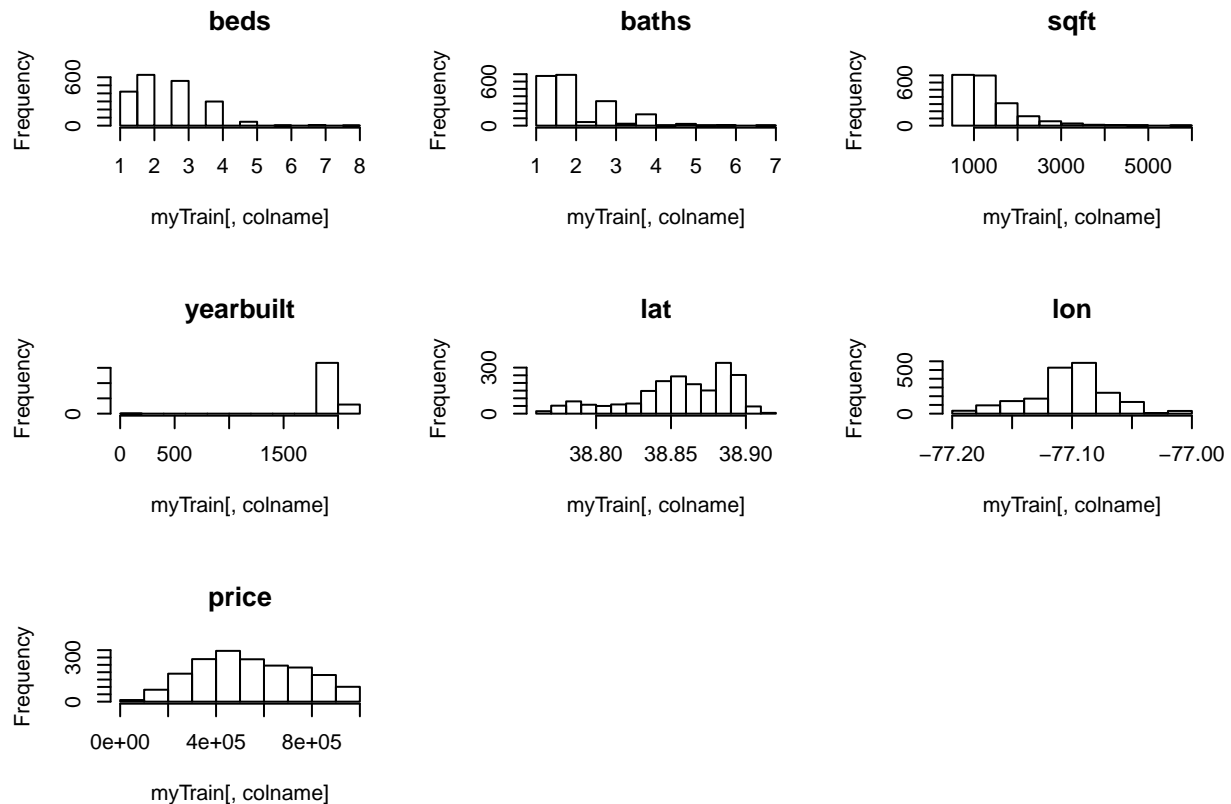 beds
Frequency
0 600
1 2 3 4 5 6 7 8
myTrain[, colname]
baths
Frequency
0 600
1 2 3 4 5 6 7
myTrain[, colname]
sqft
Frequency
0 600
1000 3000 5000
myTrain[, colname]
yearbuilt
Frequency
0
0 500 1500
myTrain[, colname]
lat
Frequency
0 300
38.80 38.85 38.90
myTrain[, colname]
lon
Frequency
0 500
−77.20 −77.10 −77.00
myTrain[, colname]
price
Frequency
0 300
0e+00 4e+05 8e+05
myTrain[, colname]